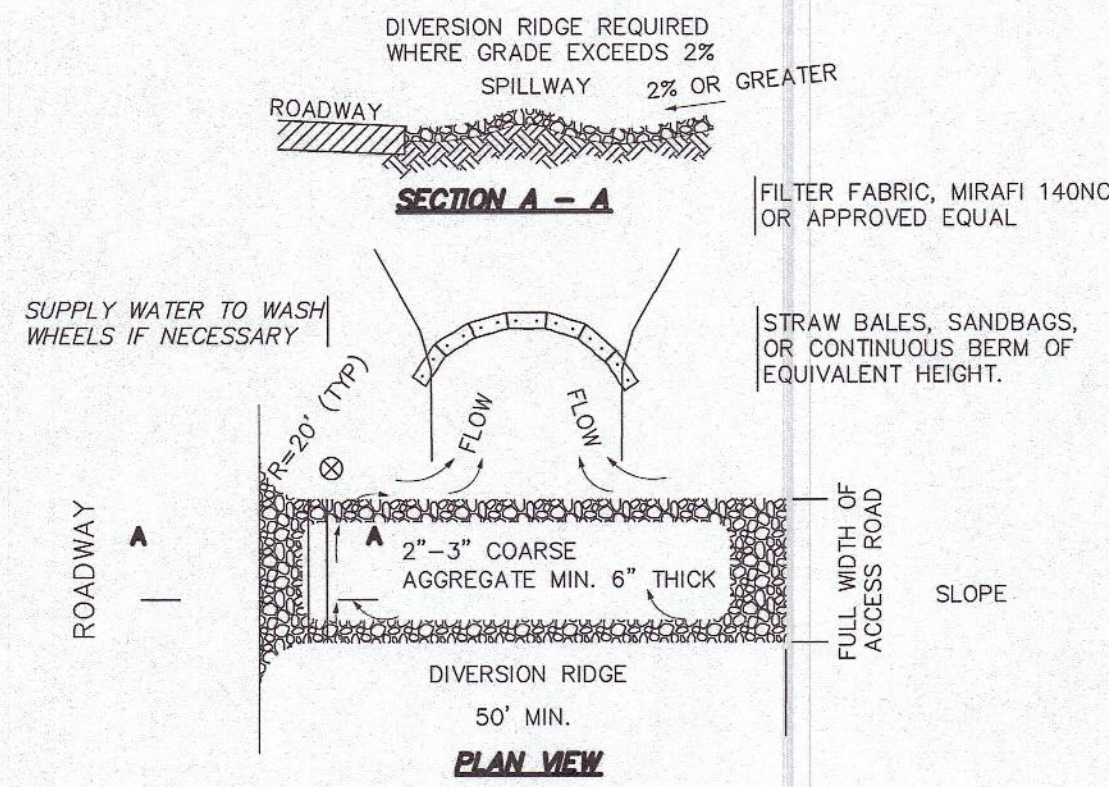 DIVERSION RIDGE REQUIRED
WHERE GRADE EXCEEDS 2%
SPILLWAY
2% OR GREATER
ROADWAY
SECTION A - A
FILTER FABRIC, MIRAFI 140NC
OR APPROVED EQUAL
SUPPLY WATER TO WASH
WHEELS IF NECESSARY
STRAW BALES, SANDBAGS,
OR CONTINUOUS BERM OF
EQUIVALENT HEIGHT.
R=20' (TYP)
FLOW
FLOW
ROADWAY
A
A
2"-3" COARSE
AGGREGATE MIN. 6" THICK
FULL WIDTH OF
ACCESS ROAD
SLOPE
DIVERSION RIDGE
50' MIN.
PLAN VIEW